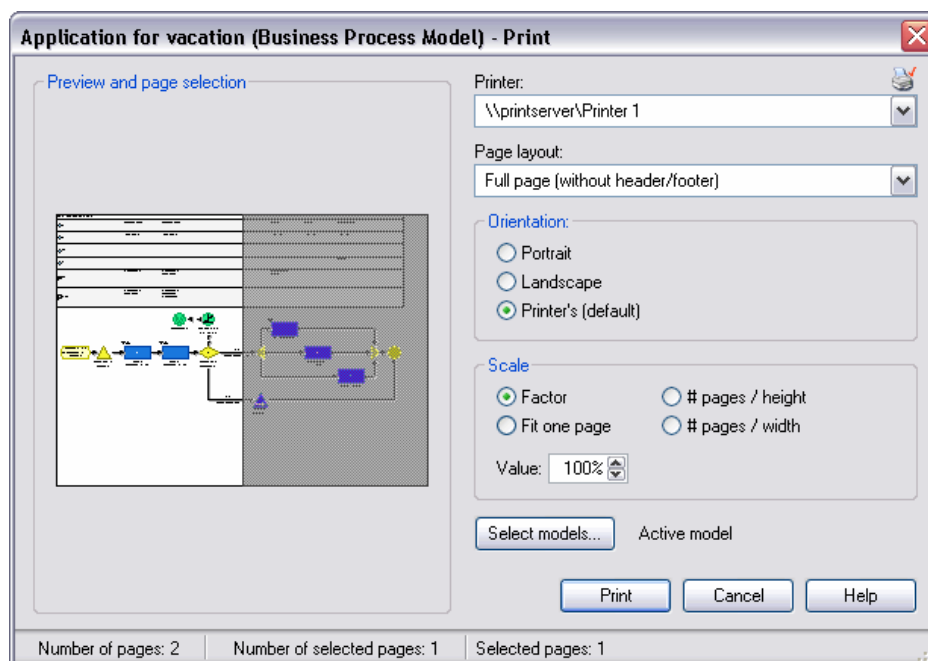 Application for vacation (Business Process Model) - Print
Preview and page selection
Printer:
\\printserver\Printer 1
Page layout:
Full page (without header/footer)
Orientation:
Portrait
Landscape
Printer's (default)
Scale
Factor
# pages / height
Fit one page
# pages / width
Value: 100%
Select models... Active model
Print Cancel Help
Number of pages: 2 Number of selected pages: 1 Selected pages: 1